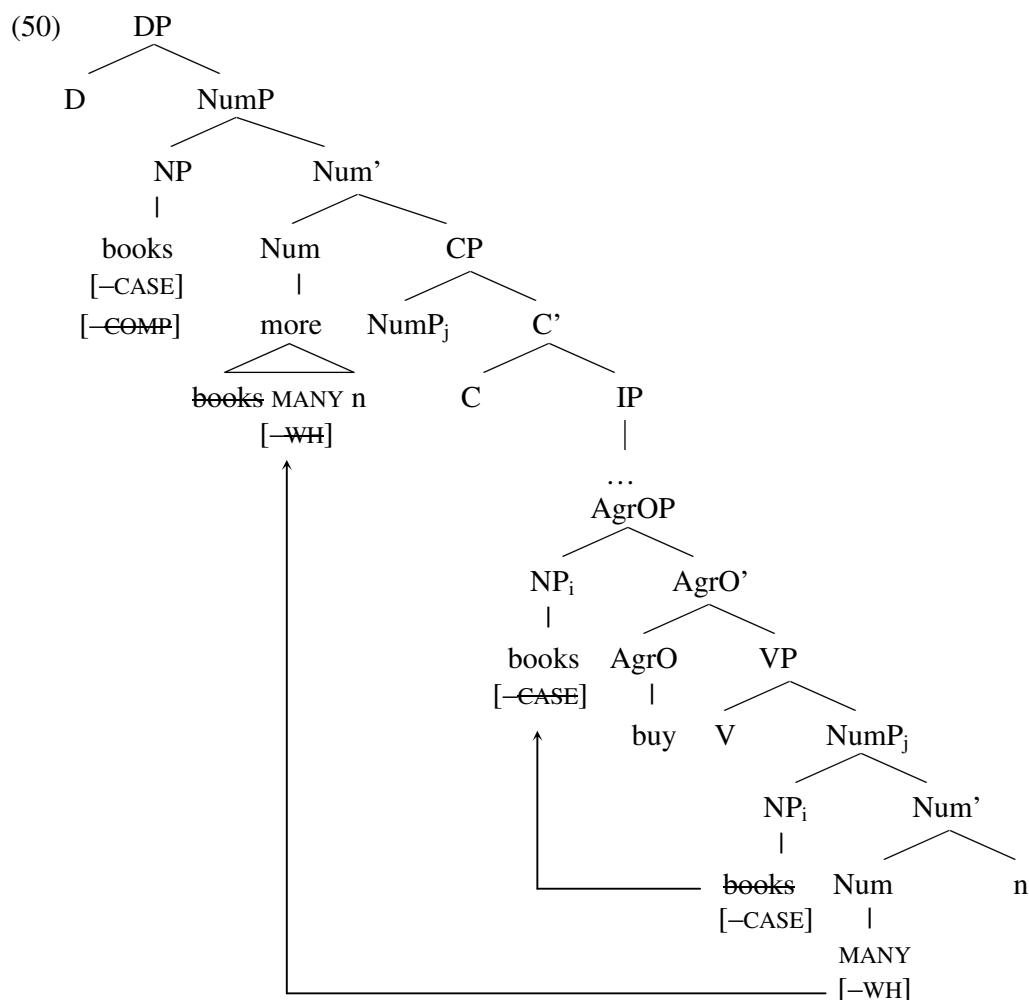 (50) DP
D NumP
NP Num'
books Num CP
[–CASE]
[–COMP] more NumPj C'
books MANY n C IP
[–WH]
…
AgrOP
NPi AgrO'
books AgrO VP
[–CASE]
buy V NumPj
NPi Num'
books Num n
[–CASE]
MANY
[–WH]